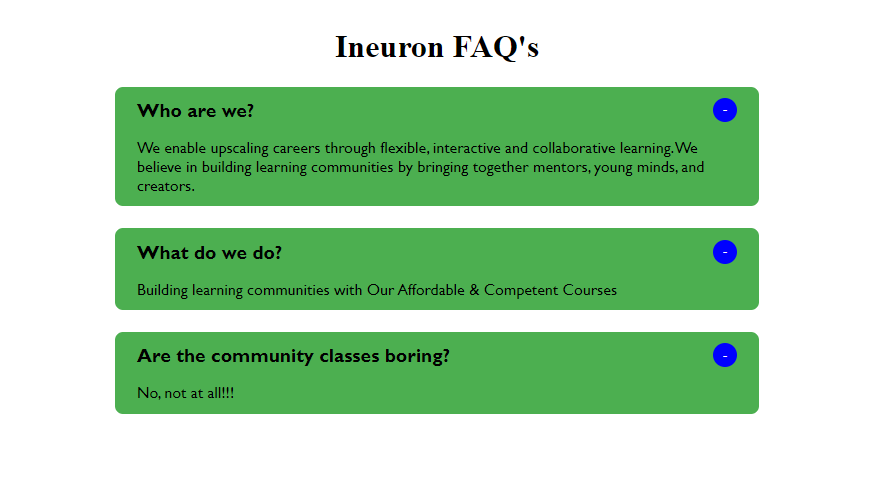 Ineuron FAQ's
Who are we?
-
We enable upscaling careers through flexible, interactive and collaborative learning.We
believe in building learning communities by bringing together mentors, young minds, and
creators.
What do we do?
-
Building learning communities with Our Affordable & Competent Courses
Are the community classes boring?
-
No, not at all!!!